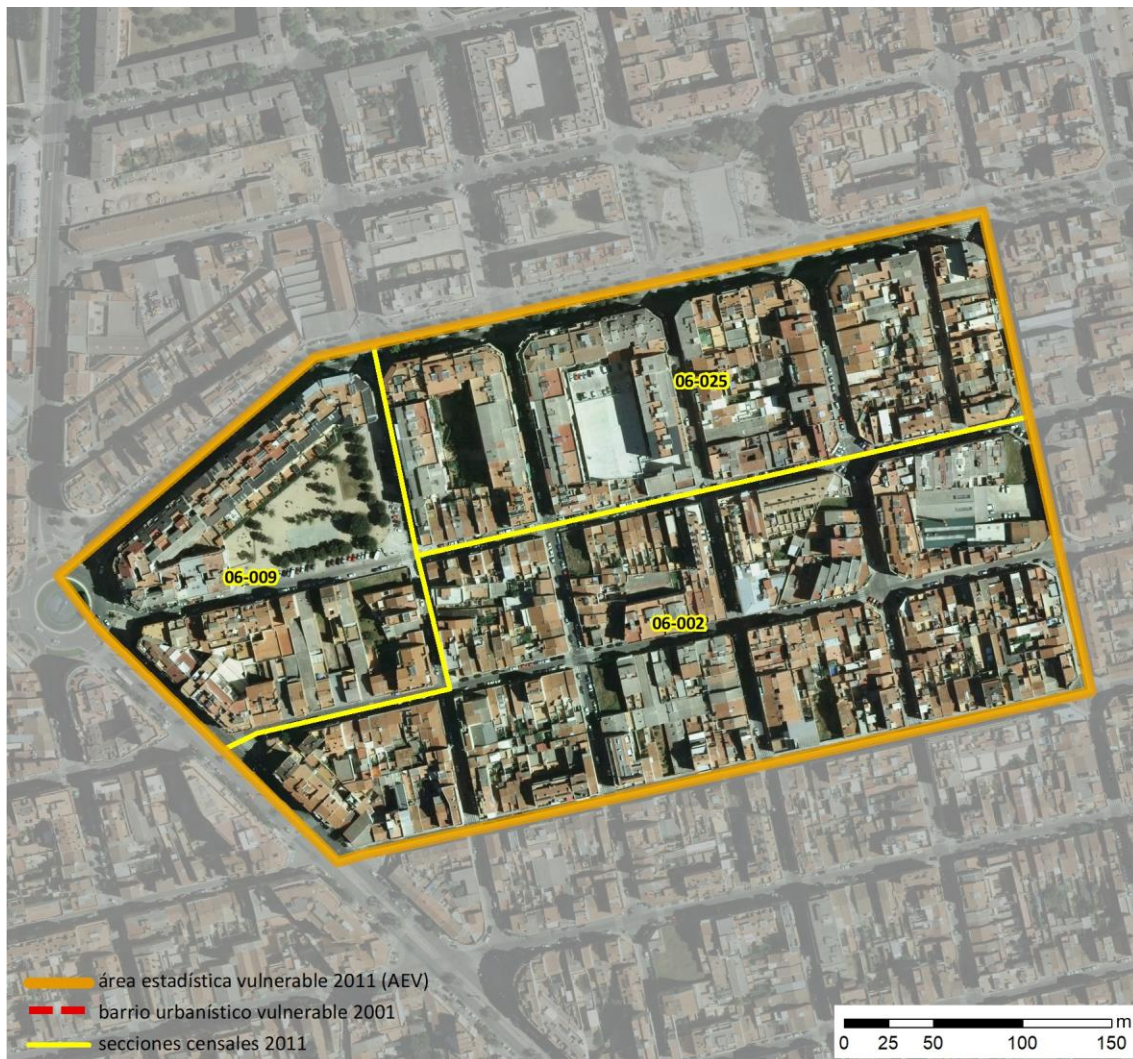 06-025
06-009
06-002
área estadística vulnerable 2011 (AEV)
barrio urbanístico vulnerable 2001
secciones censales 2011
m
0 25 50 100 150